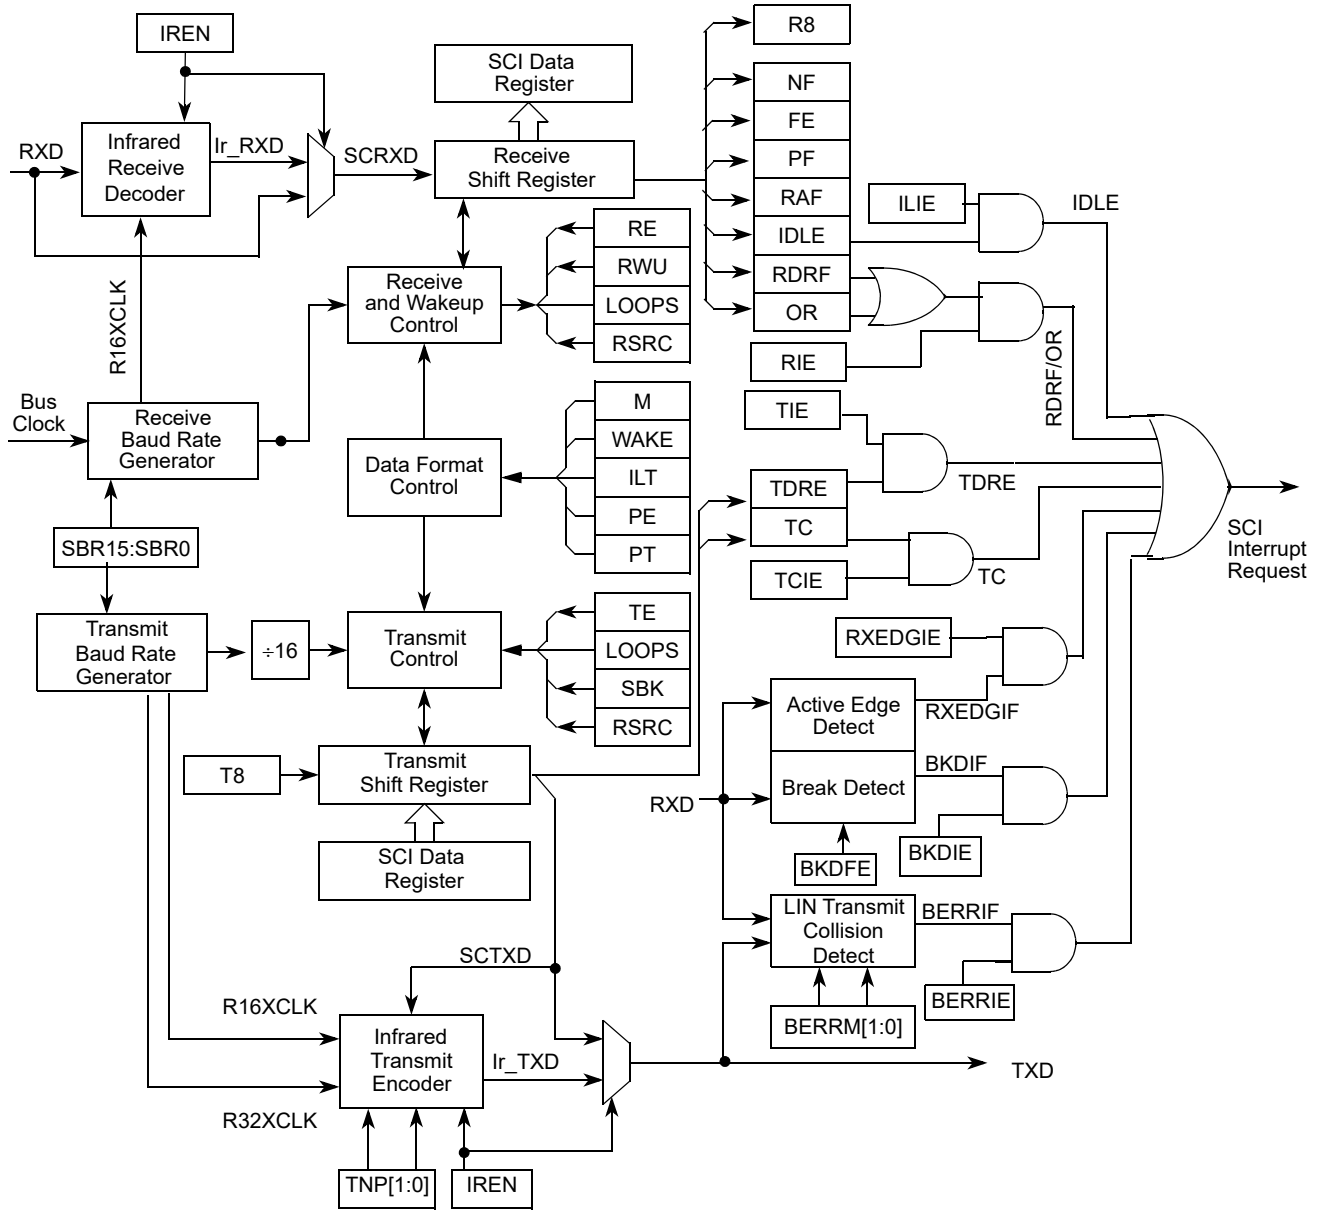 IREN
R8
SCI Data
Register
NF
FE
PF
RAF
IDLE
RDRF
OR
RXD
Infrared
Receive
Decoder
Ir_RXD
SCRXD
Receive
Shift Register
ILIE
IDLE
RE
RWU
LOOPS
RSRC
Receive
and Wakeup
Control
R16XCLK
RIE
RDRF/OR
Bus
Clock
Receive
Baud Rate
Generator
M
WAKE
ILT
PE
PT
Data Format
Control
TIE
TDRE
TC
TCIE
TDRE
TC
SCI
Interrupt
Request
SBR15:SBR0
Transmit
Baud Rate
Generator
÷16
Transmit
Control
TE
LOOPS
SBK
RSRC
RXEDGIE
Active Edge
Detect
RXEDGIF
Break Detect
BKDIF
RXD
BKDIE
BKDFE
T8
Transmit
Shift Register
SCI Data
Register
LIN Transmit
Collision
Detect
BERRIF
BERRIE
BERRM[1:0]
SCTXD
R16XCLK
Infrared
Transmit
Encoder
Ir_TXD
TXD
R32XCLK
TNP[1:0]
IREN